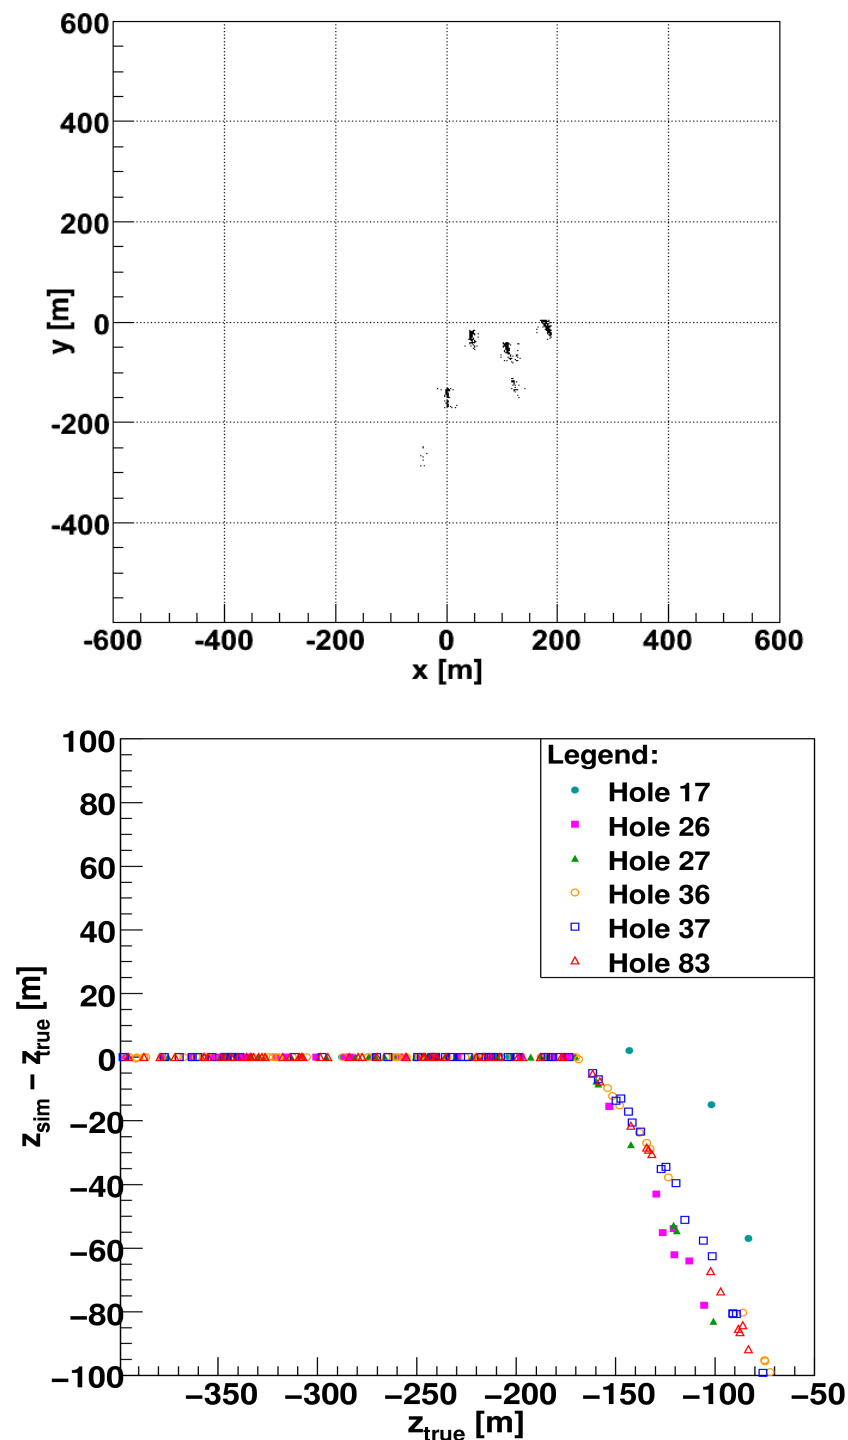 600
400
200
0
-200
-400
y [m]
-600 -400 -200 0 200 400 600
x [m]
100
80
60
40
20
0
−20
−40
−60
−80
−100
z_sim − z_true [m]
Legend:
Hole 17
Hole 26
Hole 27
Hole 36
Hole 37
Hole 83
−350 −300 −250 −200 −150 −100 −50
z_true [m]